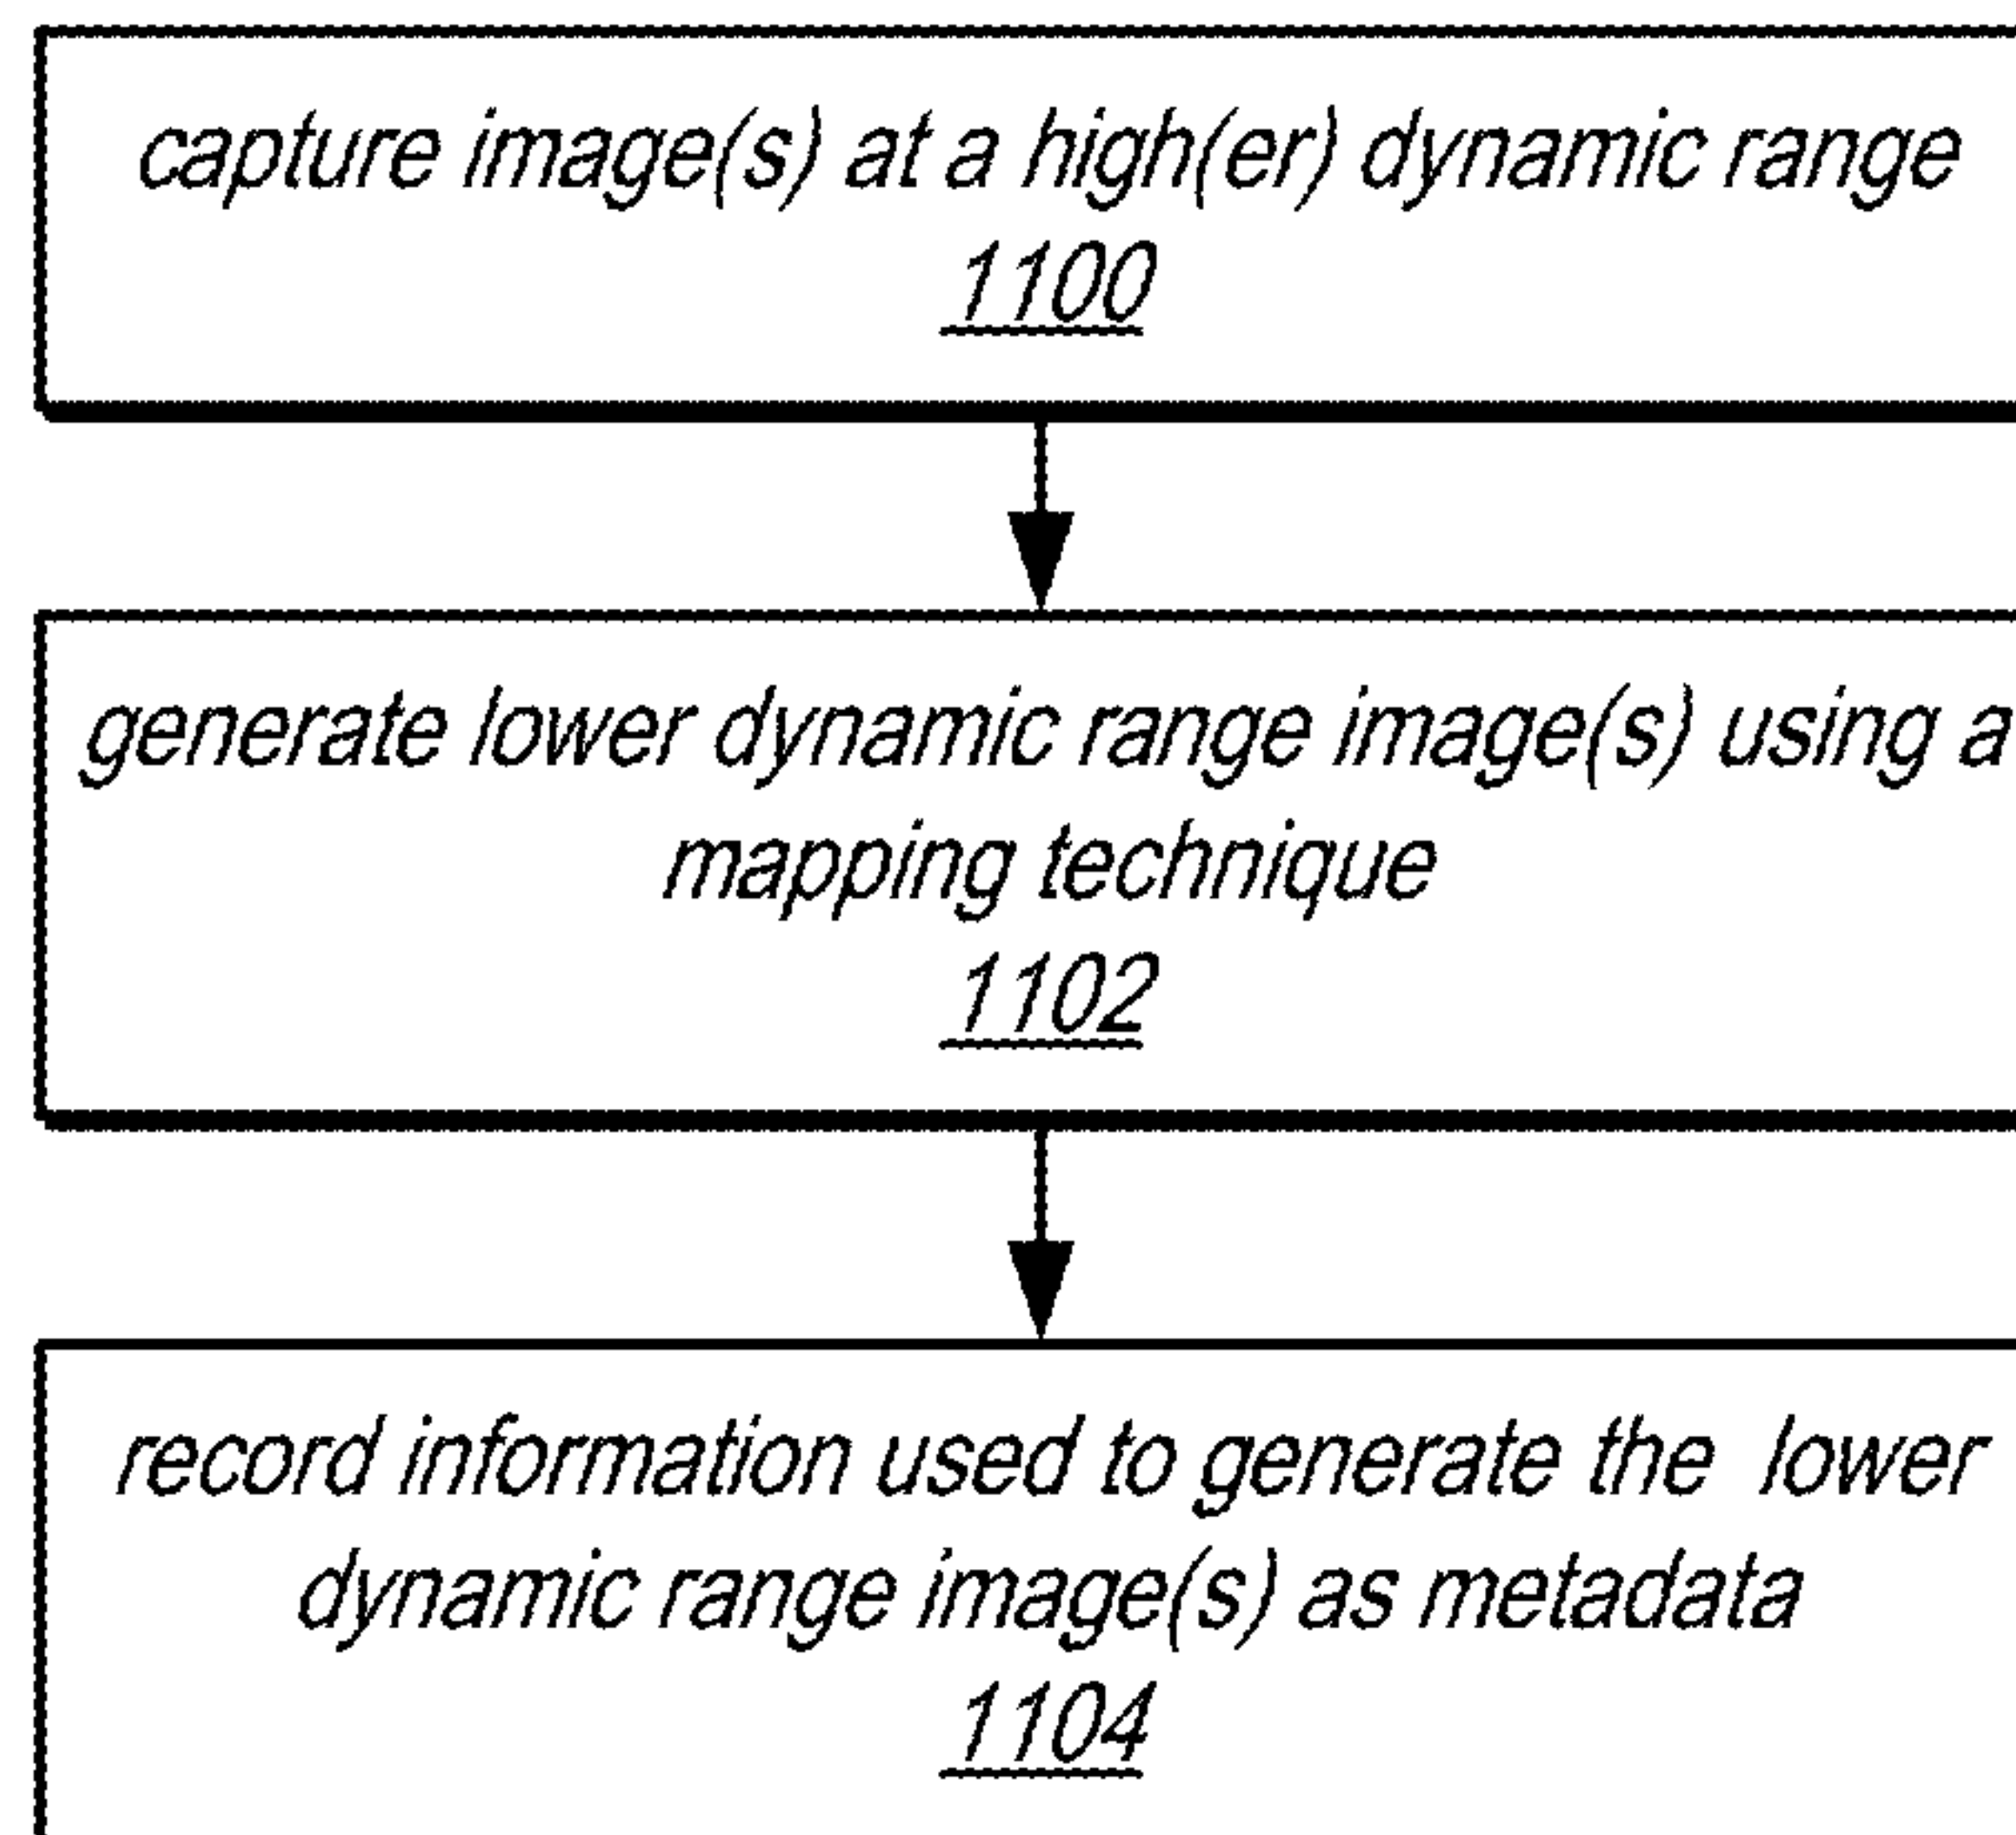 capture image(s) at a high(er) dynamic range
1100
generate lower dynamic range image(s) using a
mapping technique
1102
record information used to generate the lower
dynamic range image(s) as metadata
1104